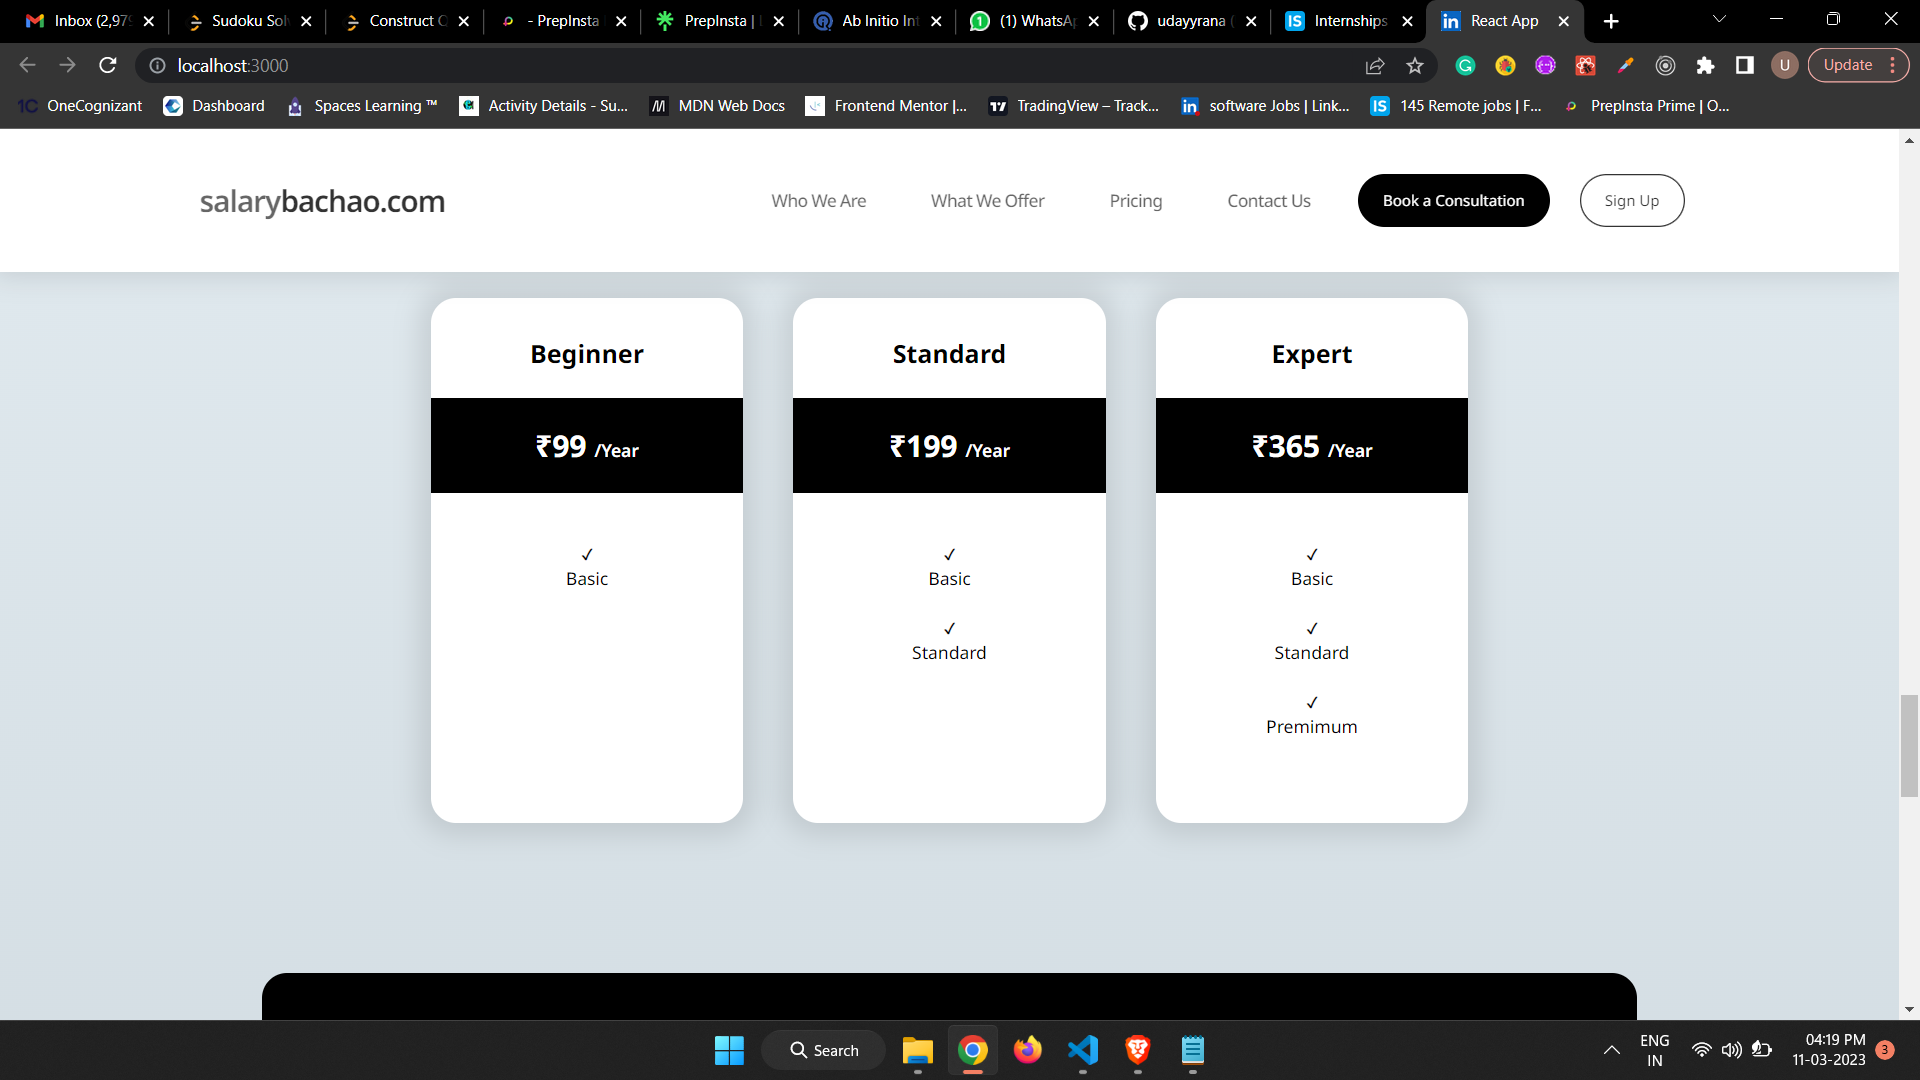 Inbox (2,979
Sudoku Sol
Construct C
- PrepInsta
PrepInsta |
Ab Initio Int
(1) WhatsAp
udayyrana (
Internships
React App
localhost:3000
Update
OneCognizant
Dashboard
Spaces Learning ™
Activity Details - Su...
MDN Web Docs
Frontend Mentor |...
TradingView – Track...
software Jobs | Link...
145 Remote jobs | F...
PrepInsta Prime | O...
salarybachao.com
Who We Are
What We Offer
Pricing
Contact Us
Book a Consultation
Sign Up
Beginner
₹99 /Year
✓
Basic
Standard
₹199 /Year
✓
Basic
✓
Standard
Expert
₹365 /Year
✓
Basic
✓
Standard
✓
Premimum
Search
ENG
IN
04:19 PM
11-03-2023
3